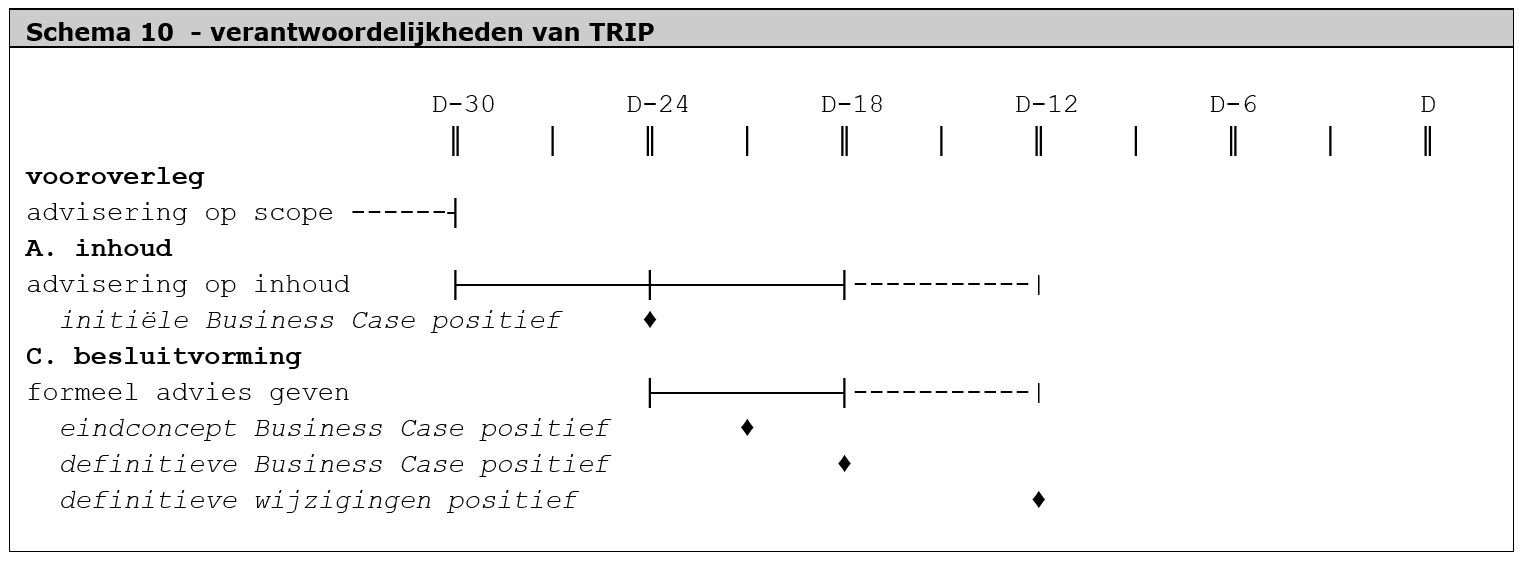 Schema 10 - verantwoordelijkheden van TRIP
D-30 D-24 D-18 D-12 D-6 D
vooroverleg
advisering op scope
A. inhoud
advisering op inhoud
initiële Business Case positief
C. besluitvorming
formeel advies geven
eindconcept Business Case positief
definitieve Business Case positief
definitieve wijzigingen positief